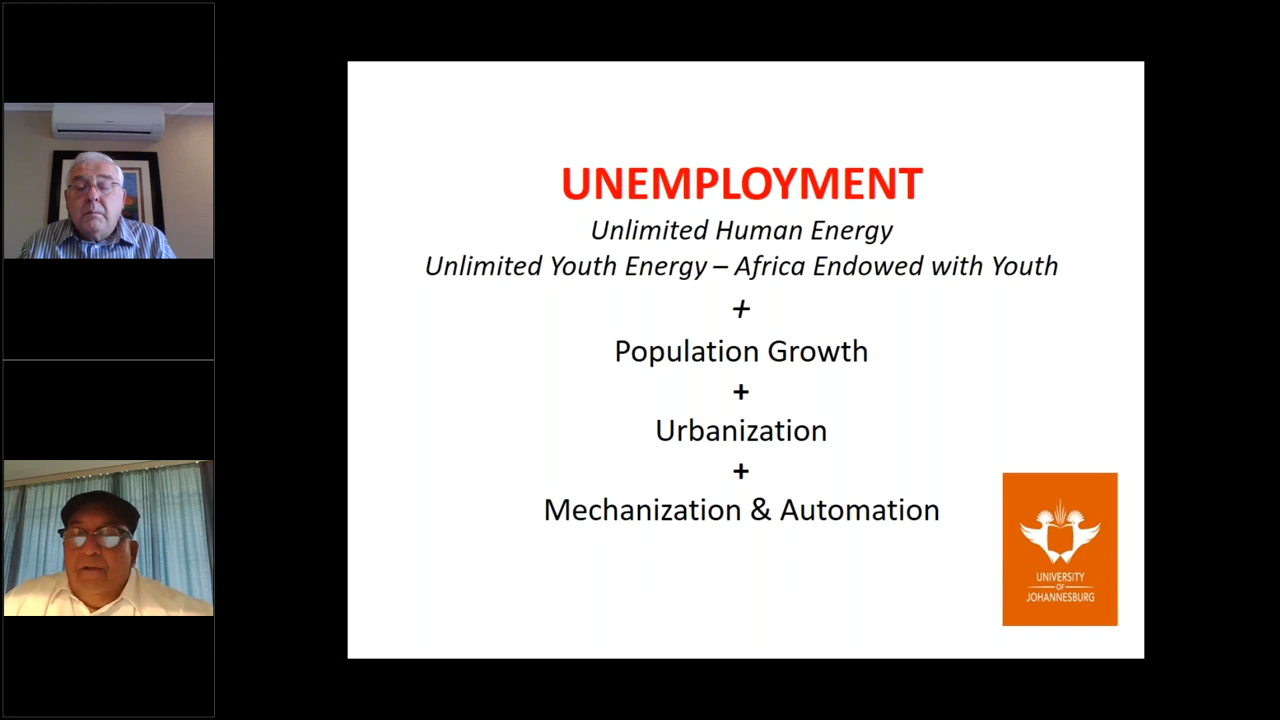 UNEMPLOYMENT
Unlimited Human Energy
Unlimited Youth Energy – Africa Endowed with Youth
+
Population Growth
+
Urbanization
+
Mechanization & Automation
UNIVERSITY
OF
JOHANNESBURG